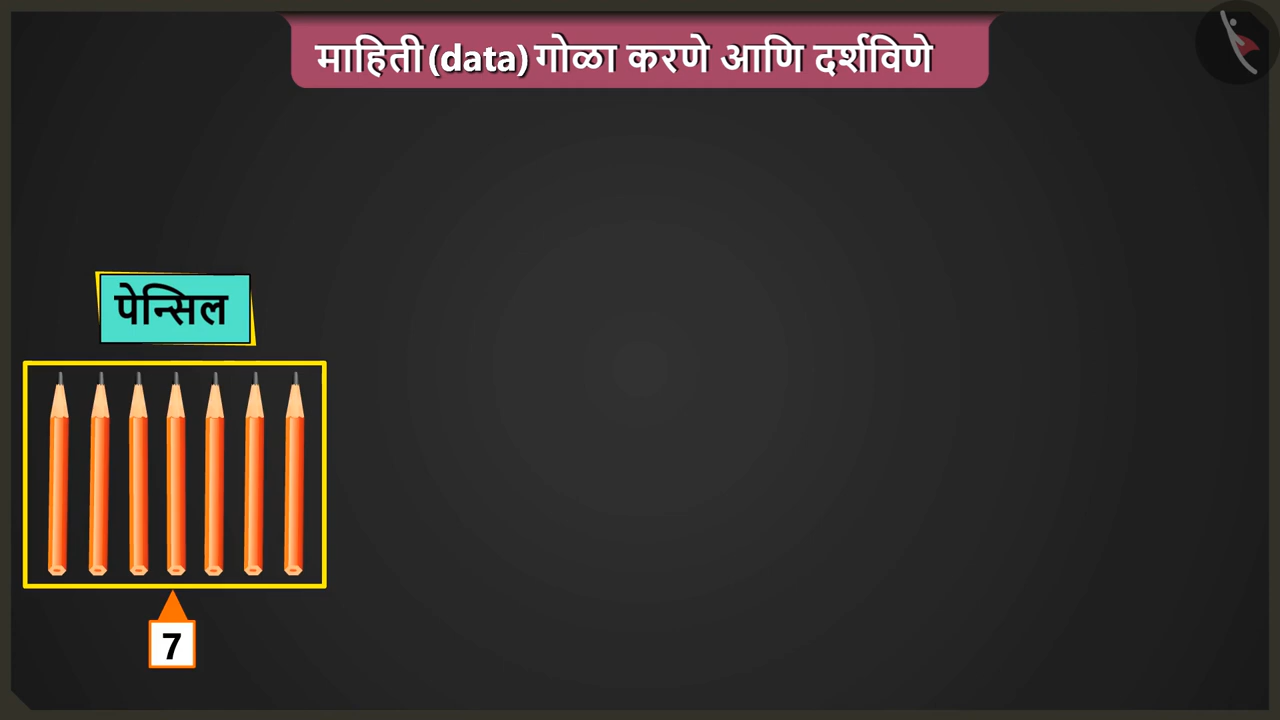 माहिती (data) गोळा करणे आणि दर्शविणे
पेन्सिल
7